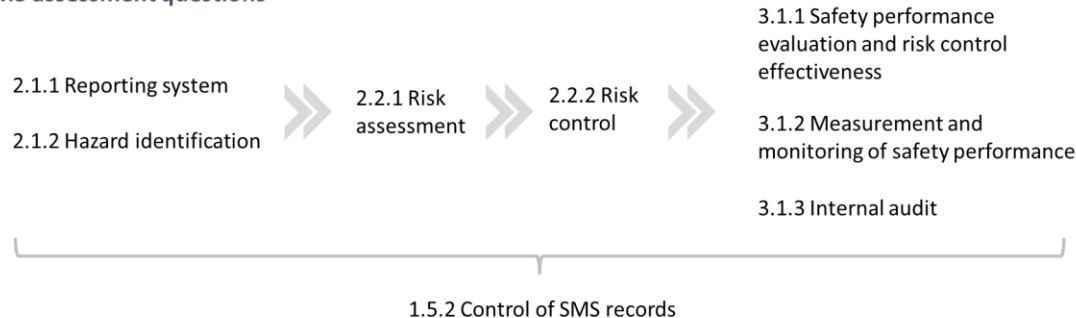 assessment questions
2.1.1 Reporting system
2.1.2 Hazard identification
2.2.1 Risk
assessment
2.2.2 Risk
control
3.1.1 Safety performance
evaluation and risk control
effectiveness
3.1.2 Measurement and
monitoring of safety performance
3.1.3 Internal audit
1.5.2 Control of SMS records